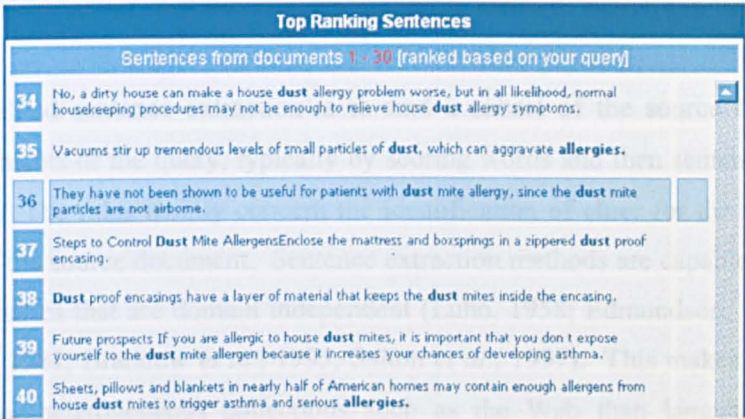 Top Ranking Sentences
Sentences from documents 1 - 30 [ranked based on your query]
34 No, a dirty house can make a house dust allergy problem worse, but in all likelihood, normal
housekeeping procedures may not be enough to relieve house dust allergy symptoms.
35 Vacuums stir up tremendous levels of small particles of dust, which can aggravate allergies.
36 They have not been shown to be useful for patients with dust mite allergy, since the dust mite
particles are not airborne.
37 Steps to Control Dust Mite AllergensEnclose the mattress and boxsprings in a zippered dust proof
encasing.
38 Dust proof encasings have a layer of material that keeps the dust mites inside the encasing.
39 Future prospects If you are allergic to house dust mites, it is important that you don t expose
yourself to the dust mite allergen because it increases your chances of developing asthma.
40 Sheets, pillows and blankets in nearly half of American homes may contain enough allergens from
house dust mites to trigger asthma and serious allergies.